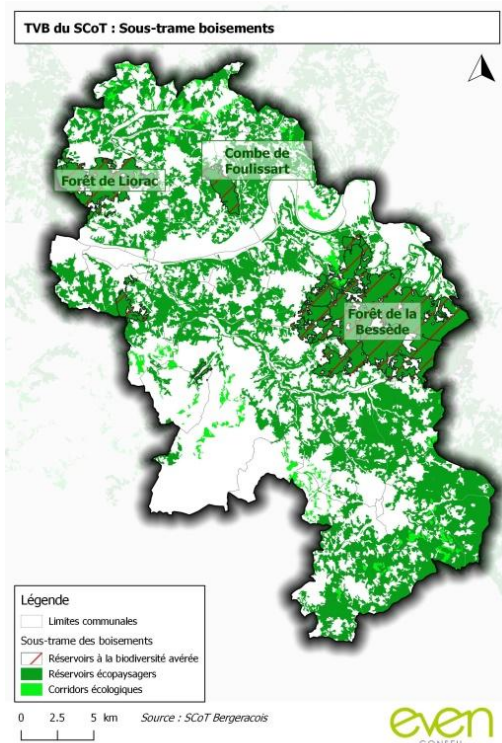 TVB du SCoT : Sous-trame boisements
Forêt de Liorac
Combe de
Foulissart
Forêt de la
Bessède
Légende
Limites communales
Sous-trame des boisements
Réservoirs à la biodiversité avérée
Réservoirs écopaysagers
Corridors écologiques
0 2.5 5 km
Source : SCoT Bergeracois
even
CONSEIL